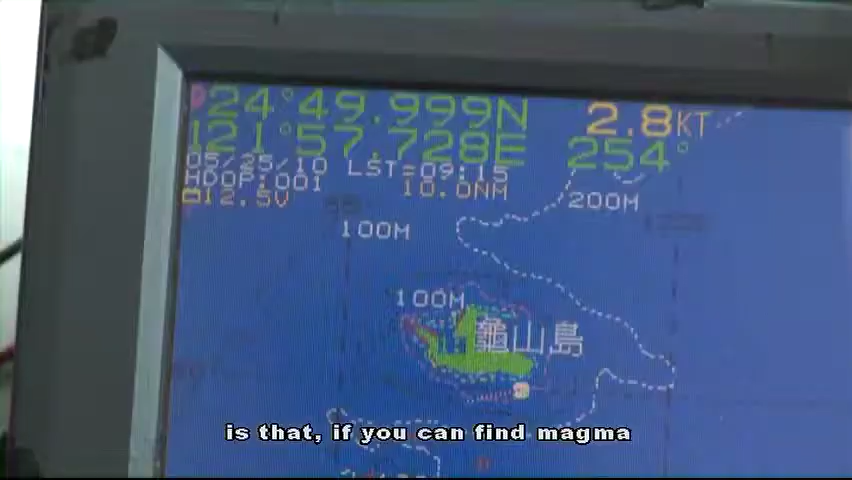 24°49.999N
2.8KT
121°57.728E
254°
05/25/10 LST=09:15
HDOP:001
10.0NM
12.5V
200M
100M
100M
龜山島
is that, if you can find magma